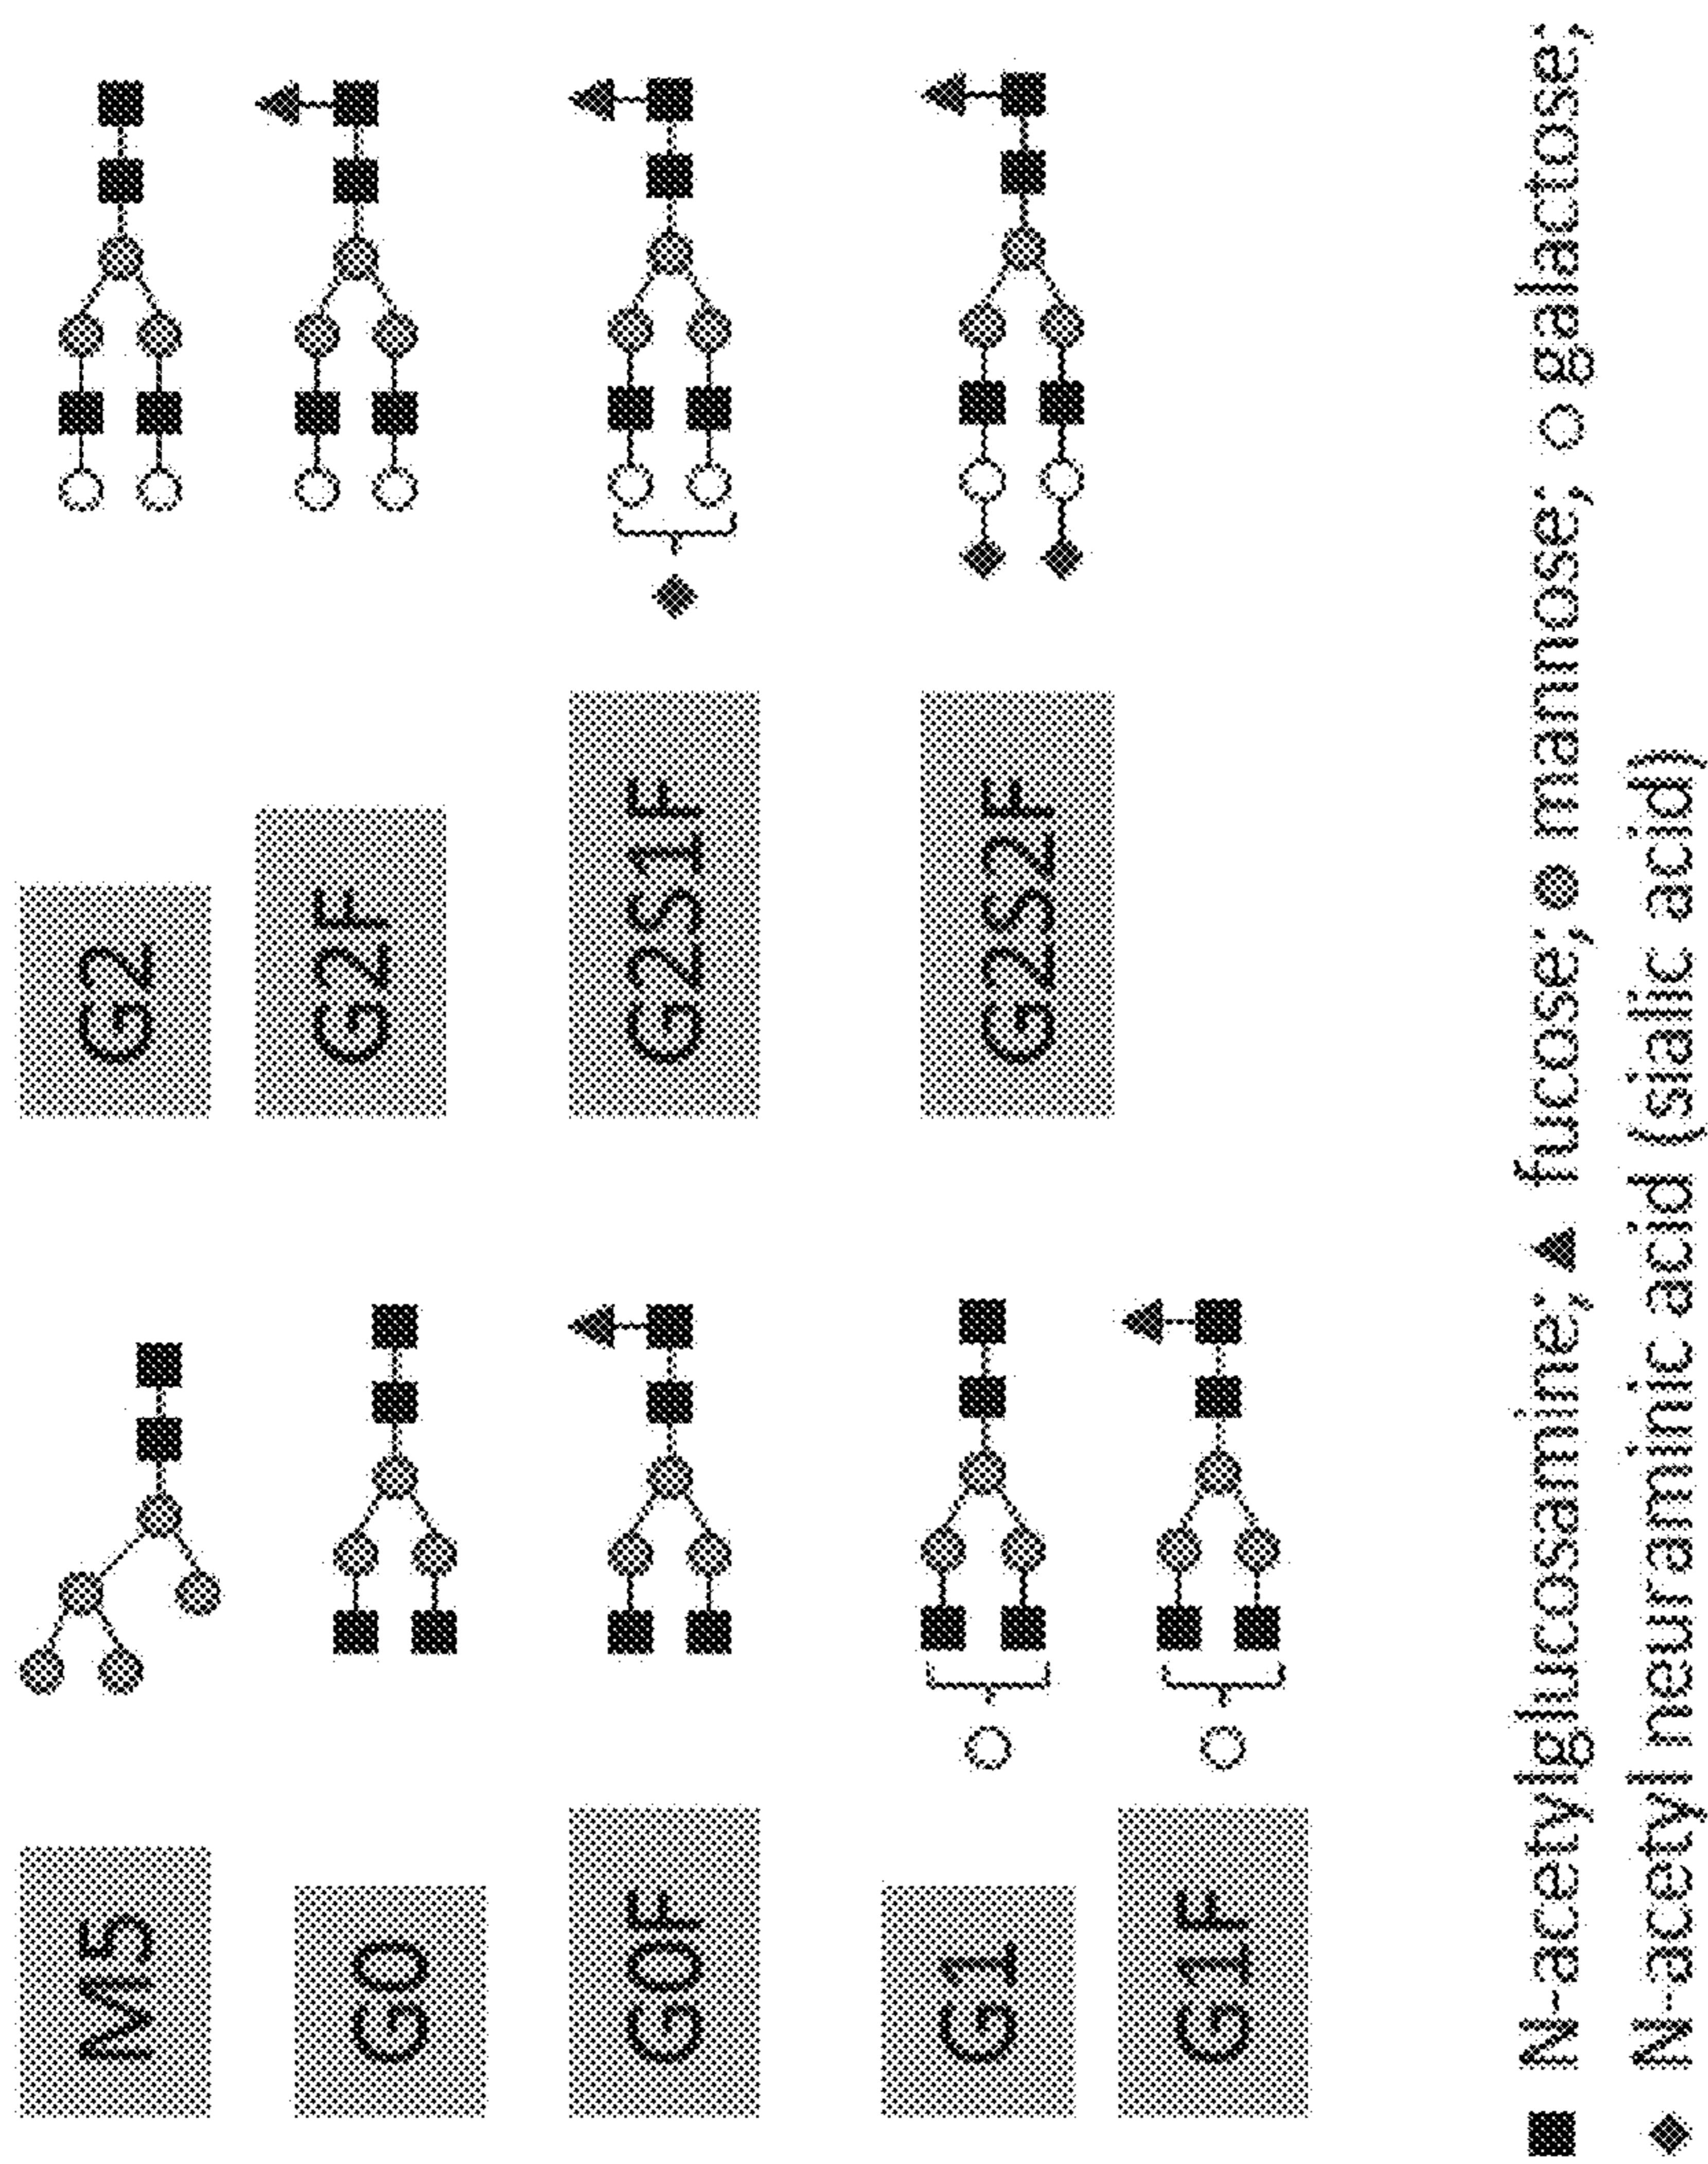 M5
G0
G0F
G1
G1F
G2
G2F
G2S1F
G2S2F
■ N-acetylglucosamine; ▲ fucose; ● mannose; ○ galactose;
◆ N-acetyl neuraminic acid (sialic acid)